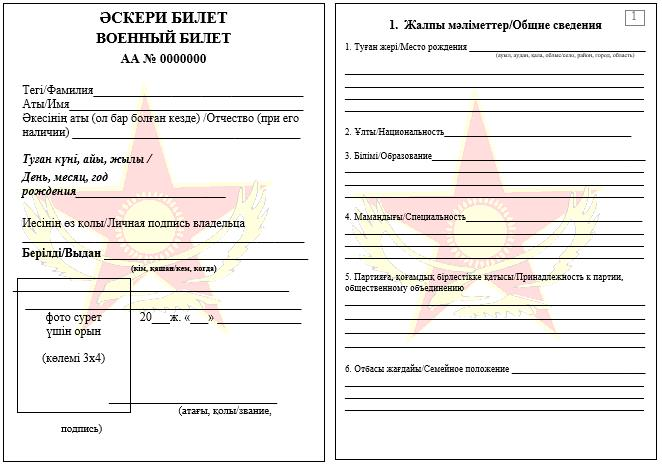 ӘСКЕРИ БИЛЕТ
ВОЕННЫЙ БИЛЕТ
АА № 0000000
Тегі/Фамилия
Аты/Имя
Әкесінің аты (ол бар болған кезде) /Отчество (при его
наличии)
Туған күні, айы, жылы /
День, месяц, год
рождения
Иесінің өз қолы/Личная подпись владельца
Берілді/Выдан
(кім, қашан/кем, когда)
фото сурет
үшін орын
(көлемі 3х4)
20___ж. «___»
(атағы, қолы/звание,
подпись)
1
1. Жалпы мәліметтер/Общие сведения
1. Туған жері/Место рождения
(ауыл, аудан, қала, облыс/село, район, город, область)
2. Ұлты/Национальность
3. Білімі/Образование
4. Мамандығы/Специальность
5. Партияға, қоғамдық бірлестікке қатысы/Принадлежность к партии,
общественному объединению
6. Отбасы жағдайы/Семейное положение